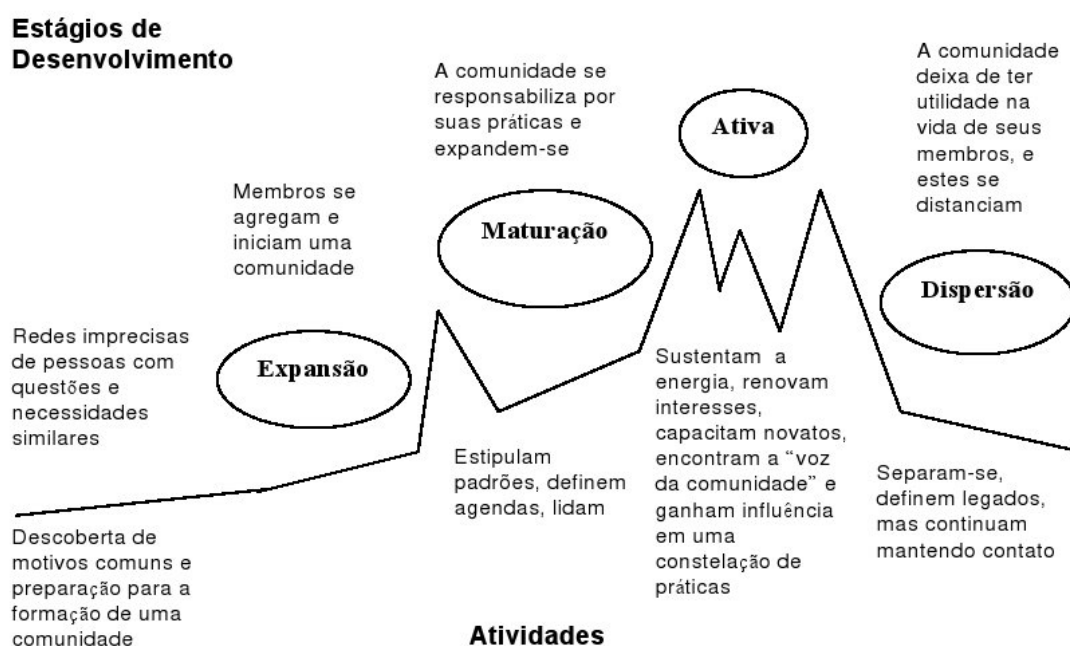 Estágios de
Desenvolvimento
Redes imprecisas
de pessoas com
questões e
necessidades
similares
Descoberta de
motivos comuns e
preparação para a
formação de uma
comunidade
Membros se
agregam e
iniciam uma
comunidade
Expansão
A comunidade se
responsabiliza por
suas práticas e
expandem-se
Maturação
Estipulam
padrões, definem
agendas, lidam
Ativa
Sustentam a
energia, renovam
interesses,
capacitam novatos,
encontram a “voz
da comunidade” e
ganham influência
em uma
constelação de
práticas
A comunidade
deixa de ter
utilidade na
vida de seus
membros, e
estes se
distanciam
Dispersão
Separam-se,
definem legados,
mas continuam
mantendo contato
Atividades